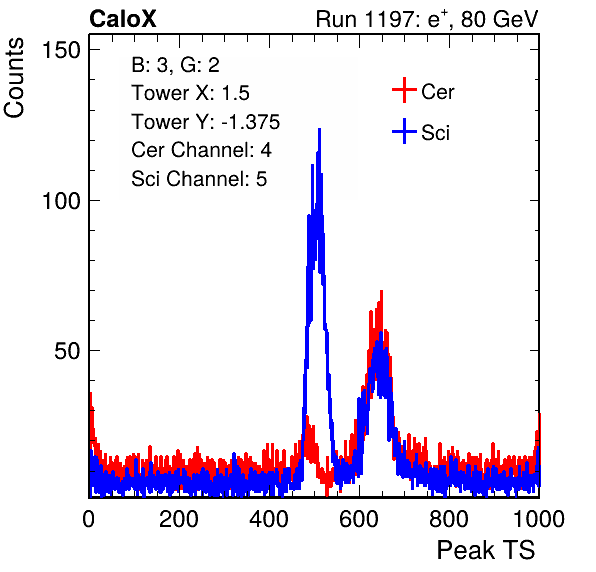 CaloX Run 1197: e⁺, 80 GeV
B: 3, G: 2
Tower X: 1.5
Tower Y: -1.375
Cer Channel: 4
Sci Channel: 5
Cer
Sci
Counts
150
100
50
0 200 400 600 800 1000
Peak TS